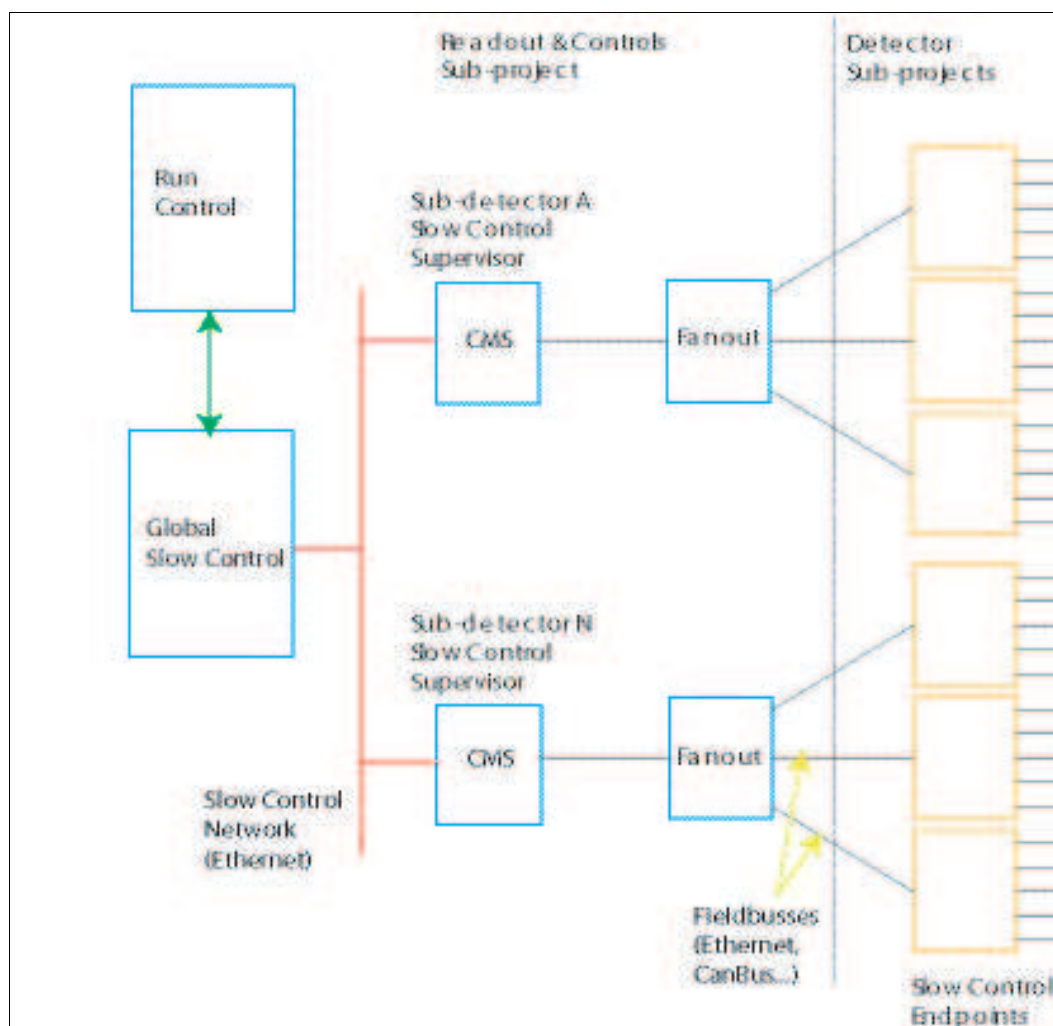 Readout & Controls
Sub-project
Detector
Sub-projects
Run
Control
Sub-detector A
Slow Control
Supervisor
CMS
Fanout
Global
Slow Control
Sub-detector N
Slow Control
Supervisor
CMS
Fanout
Slow Control
Network
(Ethernet)
Fieldbusses
(Ethernet,
CanBus...)
Slow Control
Endpoints